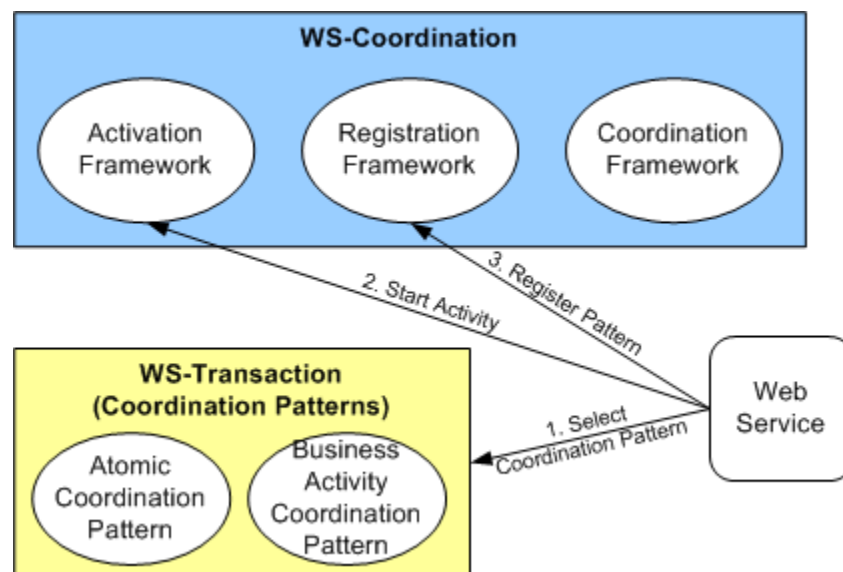 WS-Coordination
Activation
Framework
Registration
Framework
Coordination
Framework
2. Start Activity
3. Register Pattern
WS-Transaction
(Coordination Patterns)
Atomic
Coordination
Pattern
Business
Activity
Coordination
Pattern
1. Select
Coordination Pattern
Web
Service